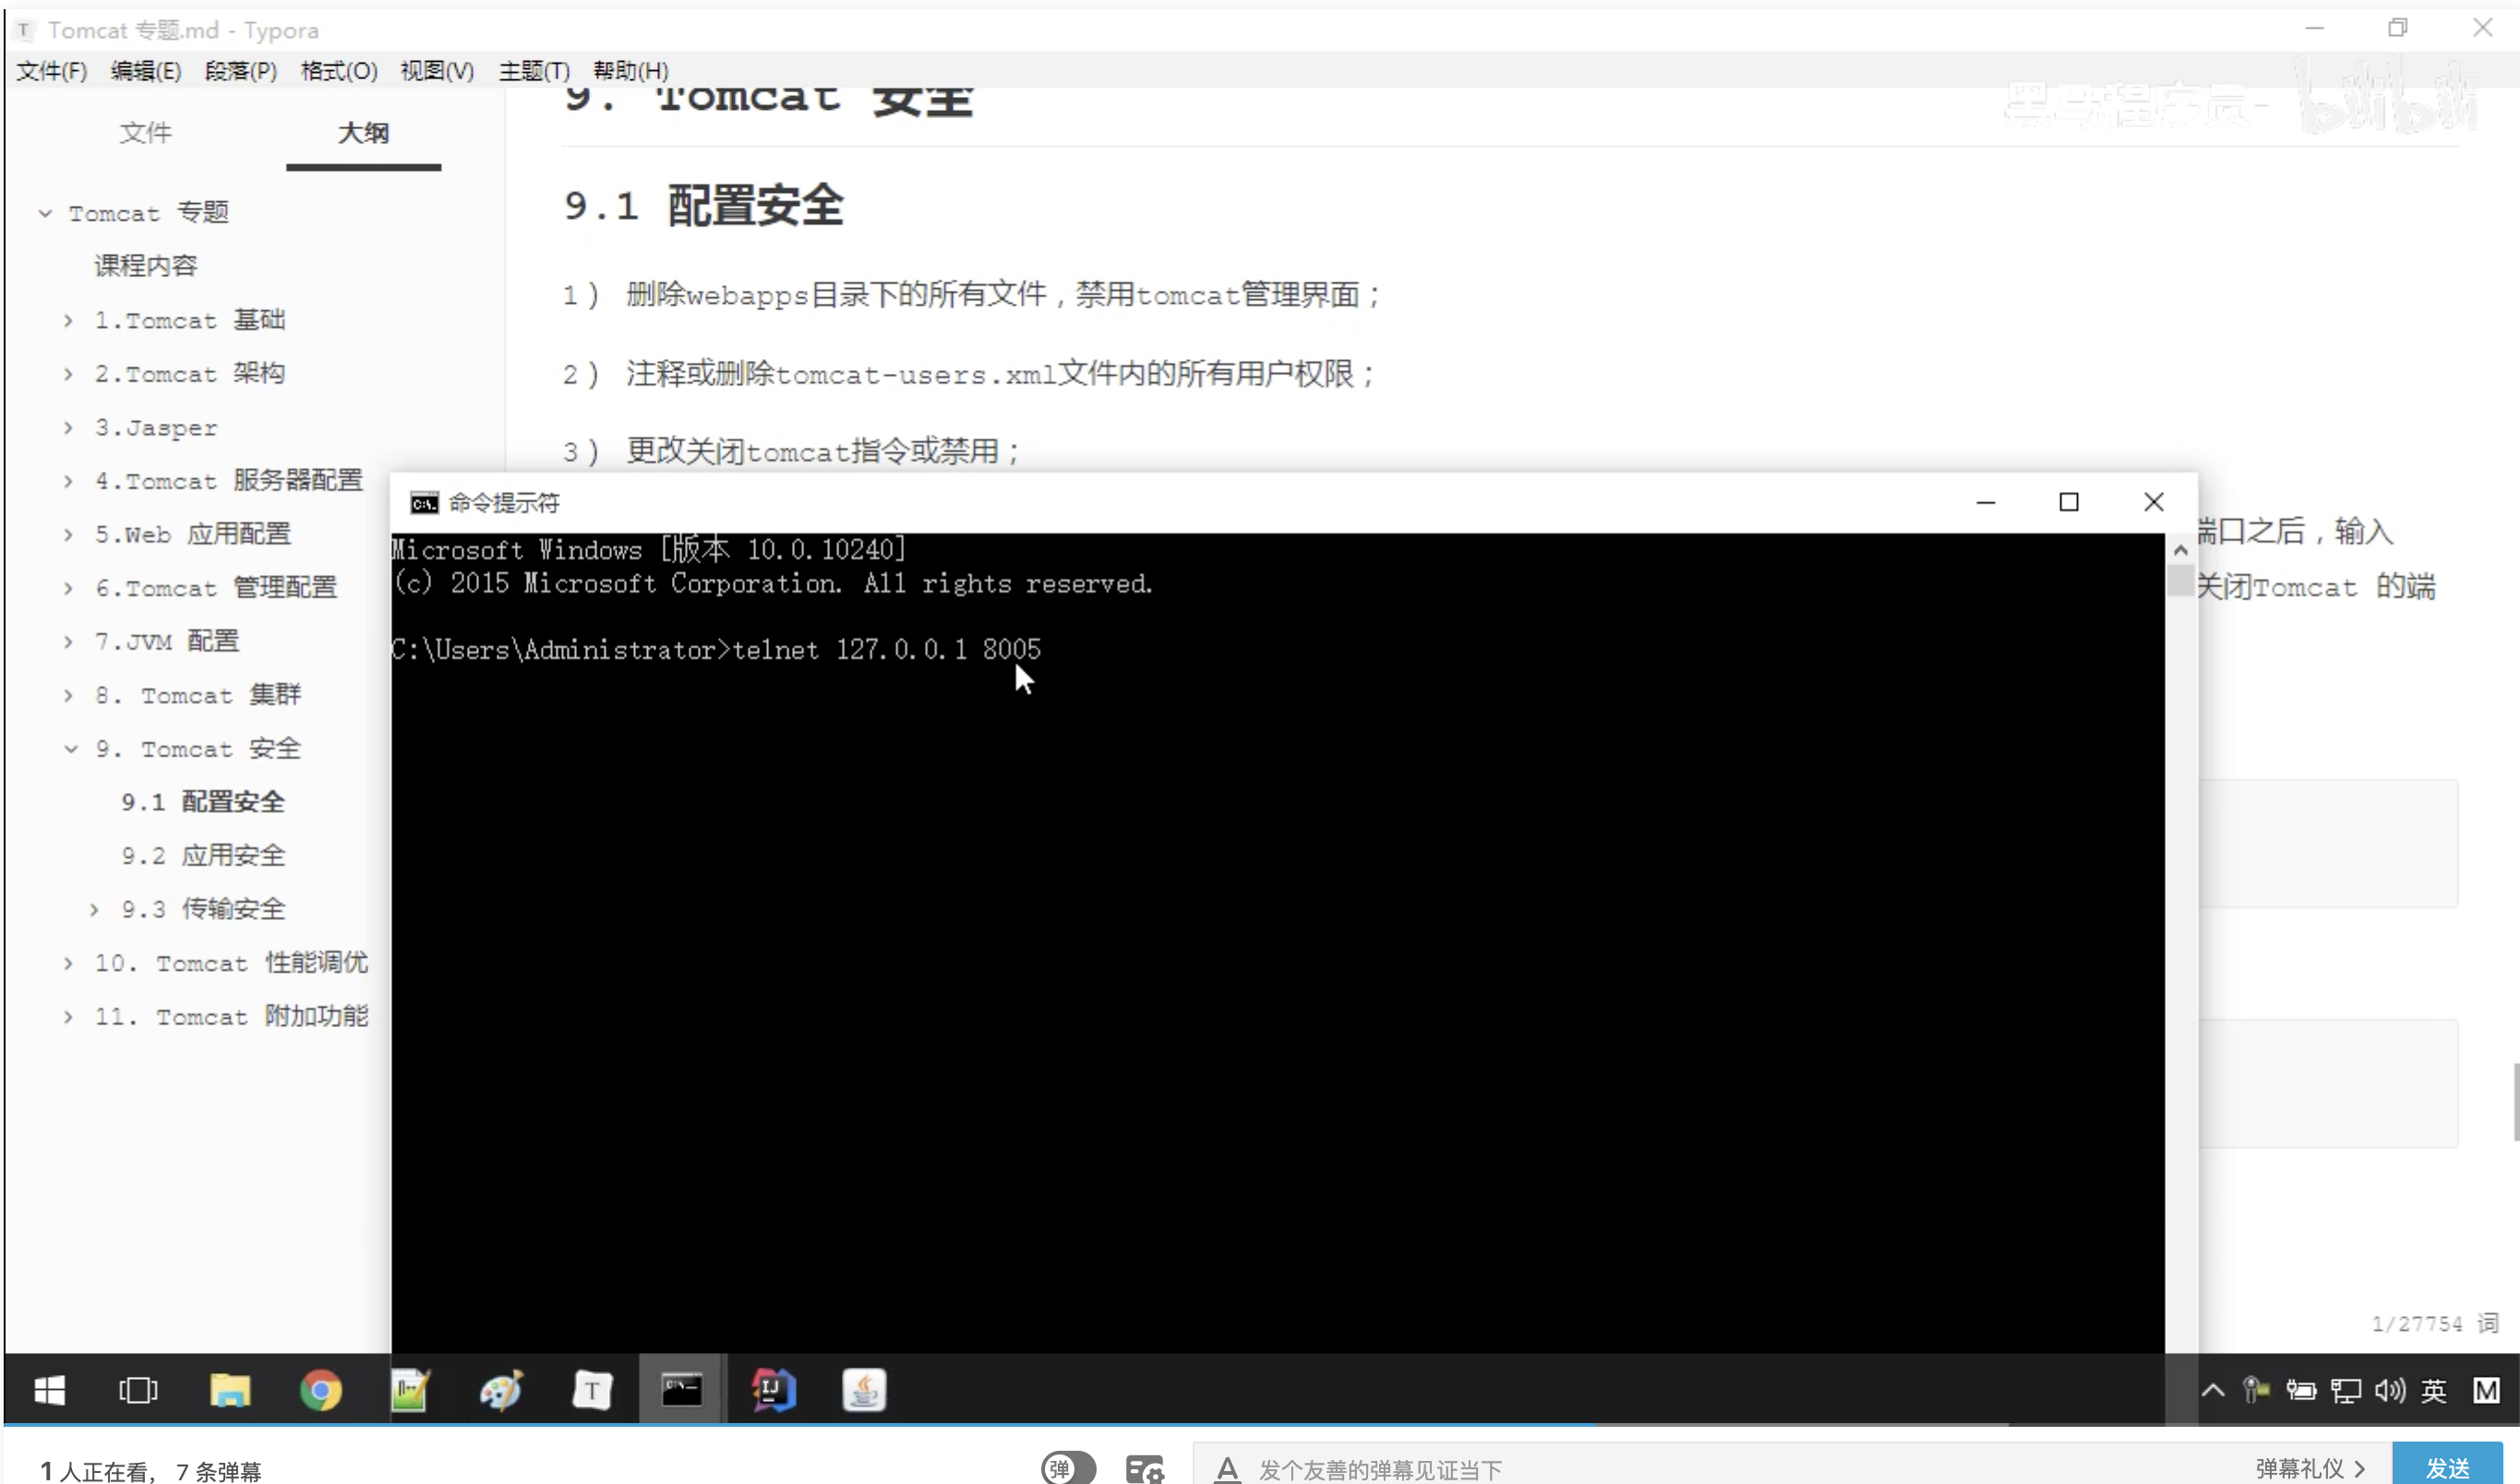 Tomcat 专题.md - Typora
文件(F) 编辑(E) 段落(P) 格式(O) 视图(V) 主题(T) 帮助(H)
黑马程序员- bilibili
文件 大纲
Tomcat 专题
课程内容
1.Tomcat 基础
2.Tomcat 架构
3.Jasper
4.Tomcat 服务器配置
5.Web 应用配置
6.Tomcat 管理配置
7.JVM 配置
8. Tomcat 集群
9. Tomcat 安全
9.1 配置安全
9.2 应用安全
9.3 传输安全
10. Tomcat 性能调优
11. Tomcat 附加功能
9. Tomcat 安全
9.1 配置安全
1) 删除webapps目录下的所有文件，禁用tomcat管理界面；
2) 注释或删除tomcat-users.xml文件内的所有用户权限；
3) 更改关闭tomcat指令或禁用；
端口之后，输入
关闭Tomcat 的端
命令提示符
Microsoft Windows [版本 10.0.10240]
(c) 2015 Microsoft Corporation. All rights reserved.
C:\Users\Administrator>telnet 127.0.0.1 8005
1/27754 词
英 M
1 人正在看， 7 条弹幕
弹 A 发个友善的弹幕见证当下 弹幕礼仪 > 发送